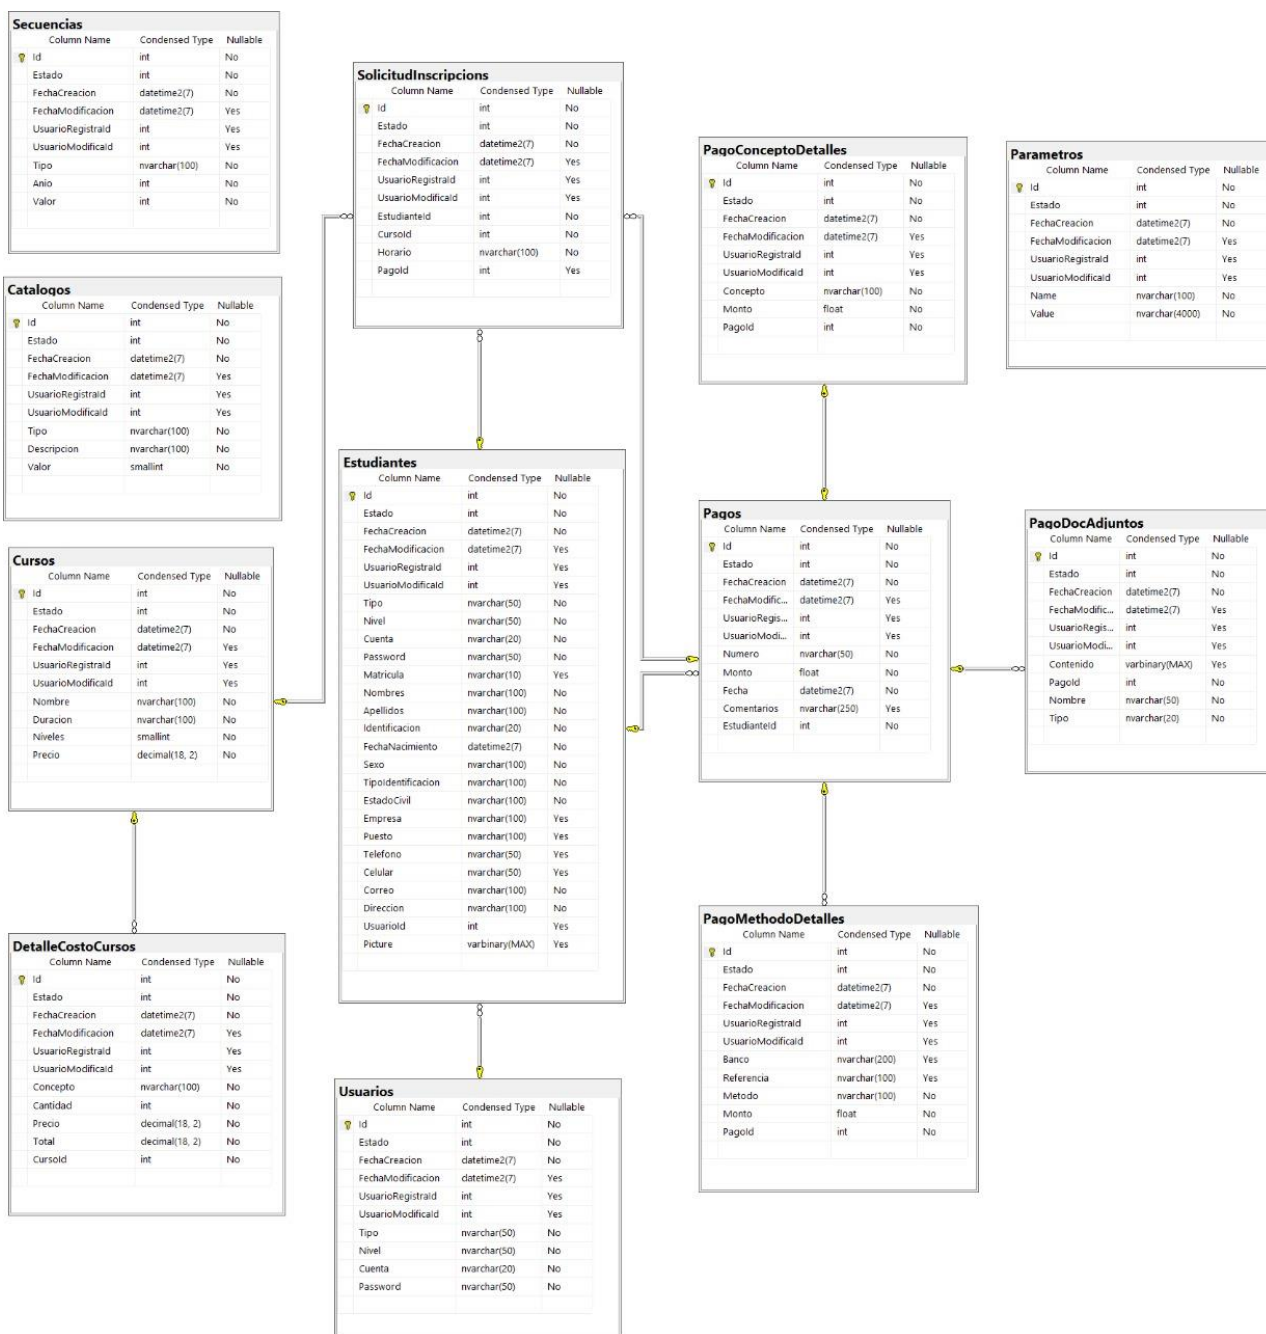 Secuencias
Column Name Condensed Type Nullable
Id int No
Estado int No
FechaCreacion datetime2(7) No
FechaModificacion datetime2(7) Yes
UsuarioRegistraId int Yes
UsuarioModificaId int Yes
Tipo nvarchar(100) No
Anio int No
Valor int No
Catalogos
Column Name Condensed Type Nullable
Id int No
Estado int No
FechaCreacion datetime2(7) No
FechaModificacion datetime2(7) Yes
UsuarioRegistraId int Yes
UsuarioModificaId int Yes
Tipo nvarchar(100) No
Descripcion nvarchar(100) No
Valor smallint No
Cursos
Column Name Condensed Type Nullable
Id int No
Estado int No
FechaCreacion datetime2(7) No
FechaModificacion datetime2(7) Yes
UsuarioRegistraId int Yes
UsuarioModificaId int Yes
Nombre nvarchar(100) No
Duracion nvarchar(100) No
Niveles smallint No
Precio decimal(18, 2) No
DetalleCostoCursos
Column Name Condensed Type Nullable
Id int No
Estado int No
FechaCreacion datetime2(7) No
FechaModificacion datetime2(7) Yes
UsuarioRegistraId int Yes
UsuarioModificaId int Yes
Concepto nvarchar(100) No
Cantidad int No
Precio decimal(18, 2) No
Total decimal(18, 2) No
CursoId int No
SolicitudInscripcions
Column Name Condensed Type Nullable
Id int No
Estado int No
FechaCreacion datetime2(7) No
FechaModificacion datetime2(7) Yes
UsuarioRegistraId int Yes
UsuarioModificaId int Yes
EstudianteId int No
CursoId int No
Horario nvarchar(100) No
PagoId int Yes
Estudiantes
Column Name Condensed Type Nullable
Id int No
Estado int No
FechaCreacion datetime2(7) No
FechaModificacion datetime2(7) Yes
UsuarioRegistraId int Yes
UsuarioModificaId int Yes
Tipo nvarchar(50) No
Nivel nvarchar(50) No
Cuenta nvarchar(20) No
Password nvarchar(50) No
Matricula nvarchar(10) Yes
Nombres nvarchar(100) No
Apellidos nvarchar(100) No
Identificacion nvarchar(20) No
FechaNacimiento datetime2(7) No
Sexo nvarchar(100) No
TipoIdentificacion nvarchar(100) No
EstadoCivil nvarchar(100) No
Empresa nvarchar(100) Yes
Puesto nvarchar(100) Yes
Telefono nvarchar(50) Yes
Celular nvarchar(50) Yes
Correo nvarchar(100) No
Direccion nvarchar(100) No
UsuarioId int Yes
Picture varbinary(MAX) Yes
Usuarios
Column Name Condensed Type Nullable
Id int No
Estado int No
FechaCreacion datetime2(7) No
FechaModificacion datetime2(7) Yes
UsuarioRegistraId int Yes
UsuarioModificaId int Yes
Tipo nvarchar(50) No
Nivel nvarchar(50) No
Cuenta nvarchar(20) No
Password nvarchar(50) No
PagoConceptoDetalles
Column Name Condensed Type Nullable
Id int No
Estado int No
FechaCreacion datetime2(7) No
FechaModificacion datetime2(7) Yes
UsuarioRegistraId int Yes
UsuarioModificaId int Yes
Concepto nvarchar(100) No
Monto float No
PagoId int No
Pagos
Column Name Condensed Type Nullable
Id int No
Estado int No
FechaCreacion datetime2(7) No
FechaModific... datetime2(7) Yes
UsuarioRegis... int Yes
UsuarioModi... int Yes
Numero nvarchar(50) No
Monto float No
Fecha datetime2(7) No
Comentarios nvarchar(250) Yes
EstudianteId int No
PagoMethodoDetalles
Column Name Condensed Type Nullable
Id int No
Estado int No
FechaCreacion datetime2(7) No
FechaModificacion datetime2(7) Yes
UsuarioRegistraId int Yes
UsuarioModificaId int Yes
Banco nvarchar(200) Yes
Referencia nvarchar(100) Yes
Metodo nvarchar(100) No
Monto float No
PagoId int No
Parametros
Column Name Condensed Type Nullable
Id int No
Estado int No
FechaCreacion datetime2(7) No
FechaModificacion datetime2(7) Yes
UsuarioRegistraId int Yes
UsuarioModificaId int Yes
Name nvarchar(100) No
Value nvarchar(4000) No
PagoDocAdjuntos
Column Name Condensed Type Nullable
Id int No
Estado int No
FechaCreacion datetime2(7) No
FechaModific... datetime2(7) Yes
UsuarioRegis... int Yes
UsuarioModi... int Yes
Contenido varbinary(MAX) Yes
PagoId int No
Nombre nvarchar(50) No
Tipo nvarchar(20) No